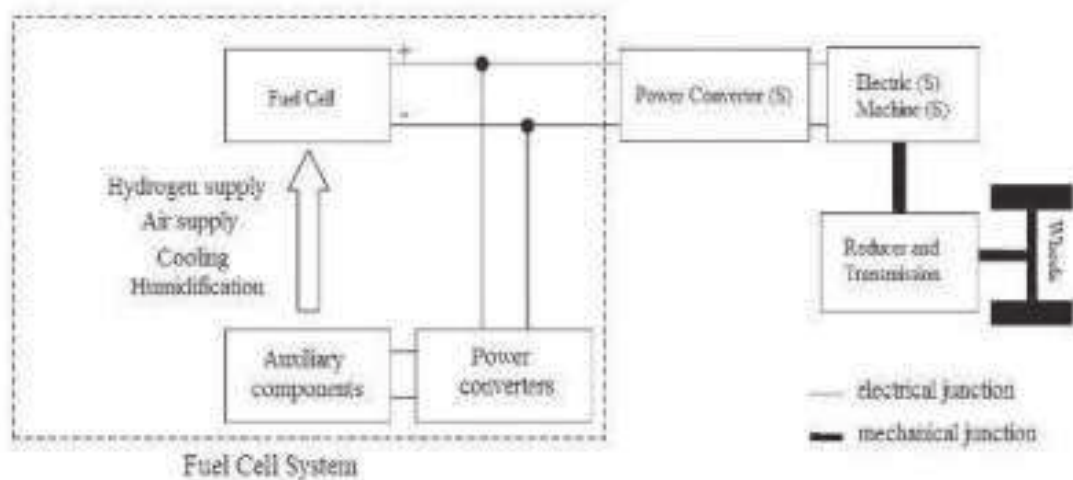 +
Fuel Cell
-
Power Converter (S)
Electric (S)
Machine (S)
Hydrogen supply
Air supply
Cooling
Humidification
Reducer and
Transmission
Wheels
Auxiliary
components
Power
converters
electrical junction
mechanical junction
Fuel Cell System